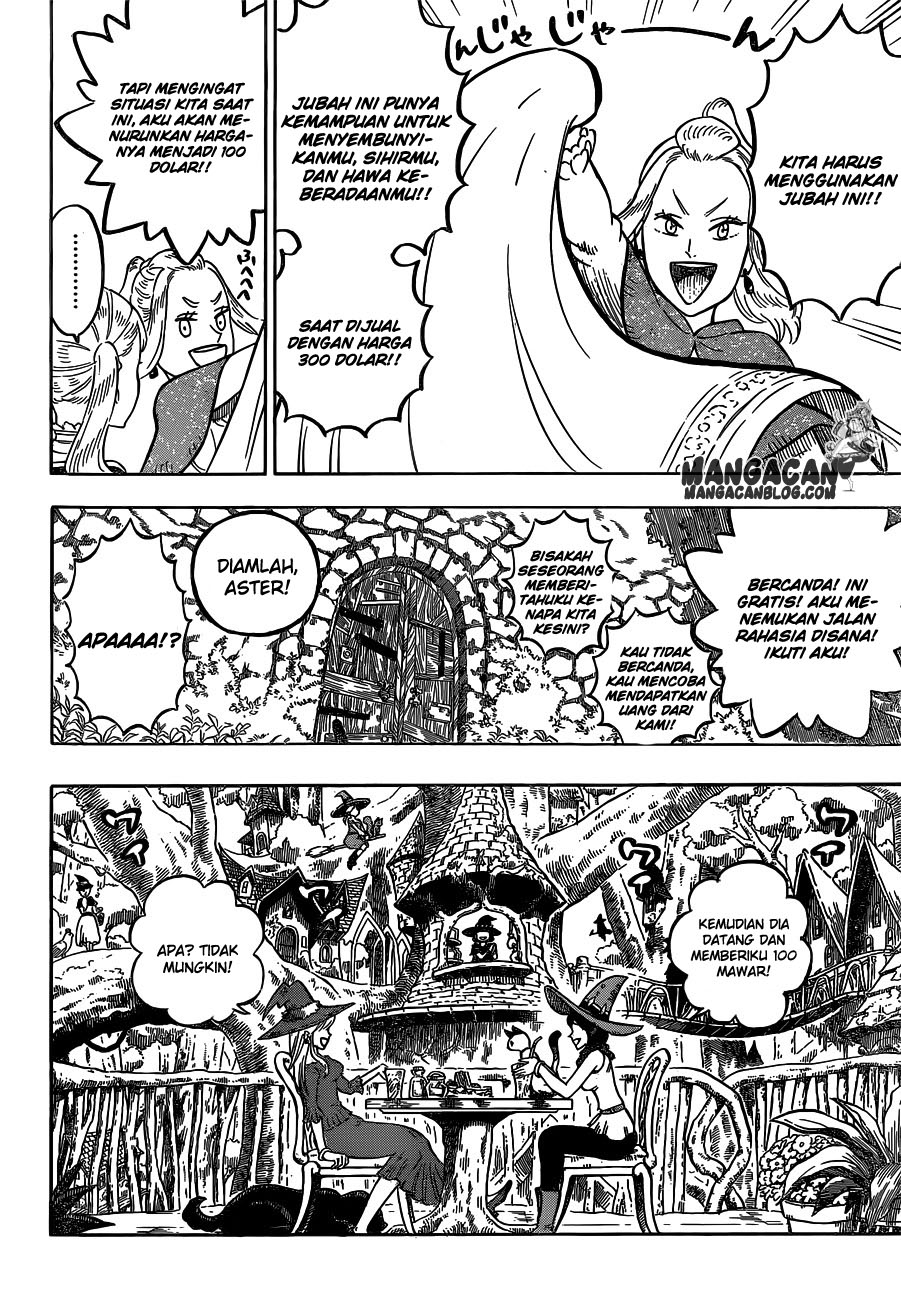 んじゃじゃーん
KITA HARUS
MENGGUNAKAN
JUBAH INI!!
JUBAH INI PUNYA
KEMAMPUAN UNTUK
MENYEMBUNYI-
KANMU, SIHIRMU,
DAN HAWA KE-
BERADAANMU!!
SAAT DIJUAL
DENGAN HARGA
300 DOLAR!!
TAPI MENGINGAT
SITUASI KITA SAAT
INI, AKU AKAN ME-
NURUNKAN HARGA-
NYA MENJADI 100
DOLAR!!
ふへへへ
..........
MANGACAN
MANGACANBLOG.COM
BERCANDA! INI
GRATIS! AKU ME-
NEMUKAN JALAN
RAHASIA DISANA!
IKUTI AKU!
KAU TIDAK
BERCANDA,
KAU MENCOBA
MENDAPATKAN
UANG DARI
KAMI!
BISAKAH
SESEORANG
MEMBERI-
TAHUKU KE-
NAPA KITA
KESINI?
DIAMLAH,
ASTER!
APAAAA!?
KEMUDIAN DIA
DATANG DAN
MEMBERIKU 100
MAWAR!
APA? TIDAK
MUNGKIN!